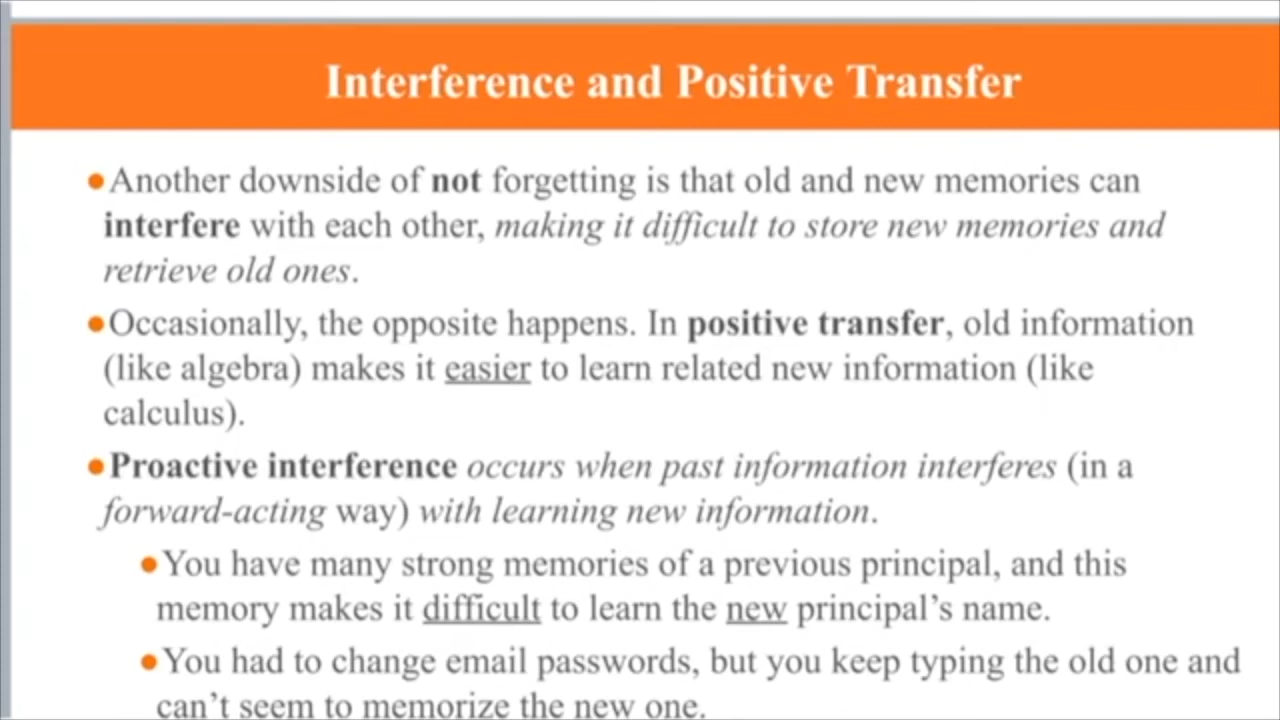 Interference and Positive Transfer
●Another downside of not forgetting is that old and new memories can
interfere with each other, making it difficult to store new memories and
retrieve old ones.
●Occasionally, the opposite happens. In positive transfer, old information
(like algebra) makes it easier to learn related new information (like
calculus).
●Proactive interference occurs when past information interferes (in a
forward-acting way) with learning new information.
●You have many strong memories of a previous principal, and this
memory makes it difficult to learn the new principal’s name.
●You had to change email passwords, but you keep typing the old one and
can’t seem to memorize the new one.